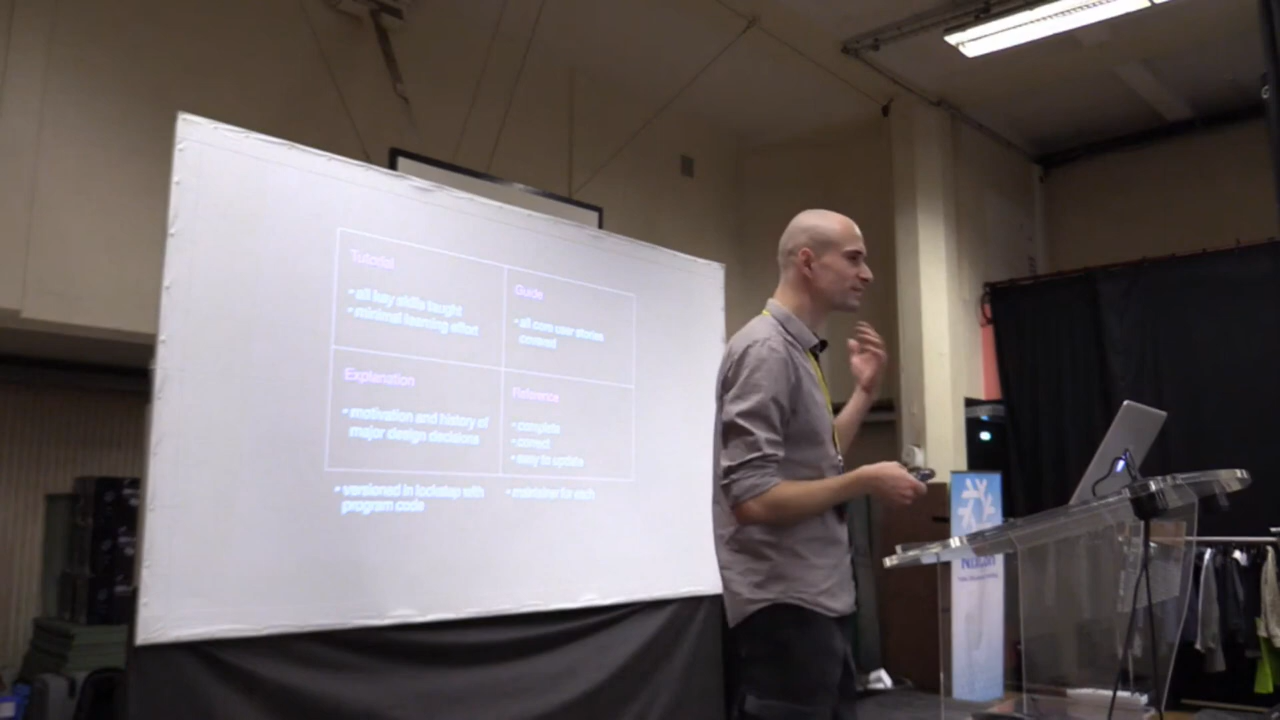 Tutorial
• all key skills taught
• minimal learning effort
Guide
• all core user stories
covered
Explanation
• motivation and history of
major design decisions
Reference
• complete
• correct
• easy to update
• versioned in lockstep with
program code
• maintainer for each